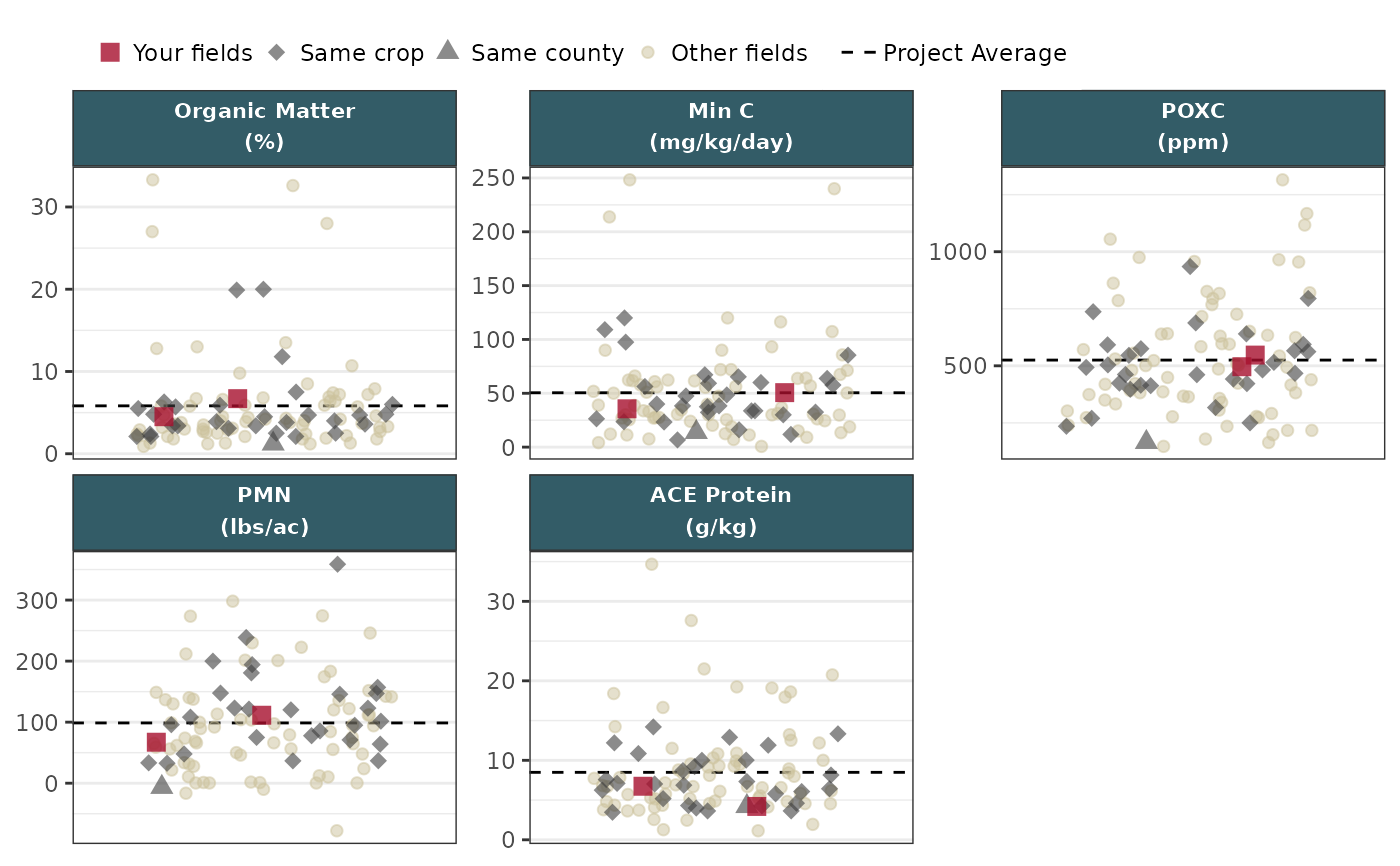 Your fields Same crop Same county Other fields Project Average
Organic Matter
(%)
30
20
10
0
Min C
(mg/kg/day)
250
200
150
100
50
0
POXC
(ppm)
1000
500
PMN
(lbs/ac)
300
200
100
0
ACE Protein
(g/kg)
30
20
10
0